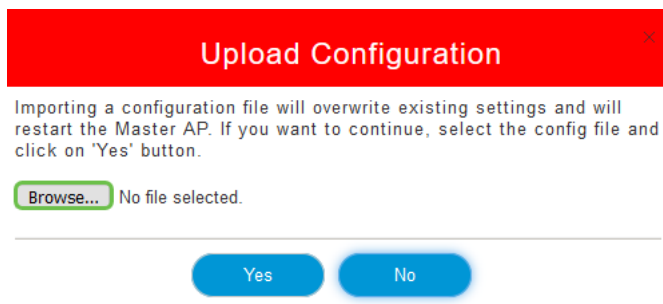 Upload Configuration
Importing a configuration file will overwrite existing settings and will
restart the Master AP. If you want to continue, select the config file and
click on 'Yes' button.
Browse... No file selected.
Yes No